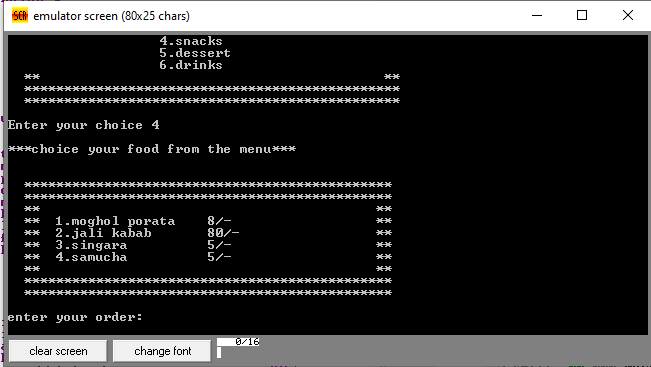 emulator screen (80x25 chars)
4.snacks
5.dessert
6.drinks
** **
***********************************************
***********************************************
Enter your choice 4
***choice your food from the menu***
**********************************************
**********************************************
** **
** 1.moghol porata 8/- **
** 2.jali kabab 80/- **
** 3.singara 5/- **
** 4.samucha 5/- **
** **
**********************************************
**********************************************
enter your order:
clear screen change font 0/16